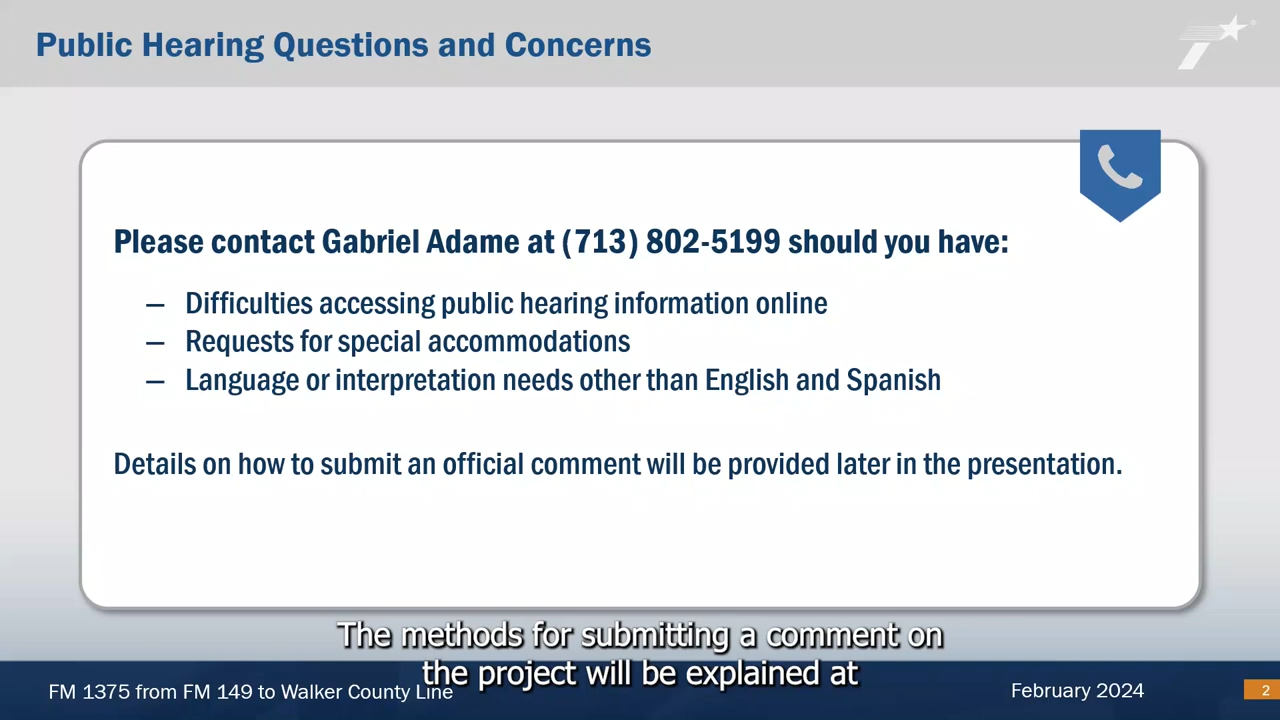 Public Hearing Questions and Concerns
Please contact Gabriel Adame at (713) 802-5199 should you have:
– Difficulties accessing public hearing information online
– Requests for special accommodations
– Language or interpretation needs other than English and Spanish
Details on how to submit an official comment will be provided later in the presentation.
The methods for submitting a comment on
the project will be explained at
FM 1375 from FM 149 to Walker County Line
February 2024
2